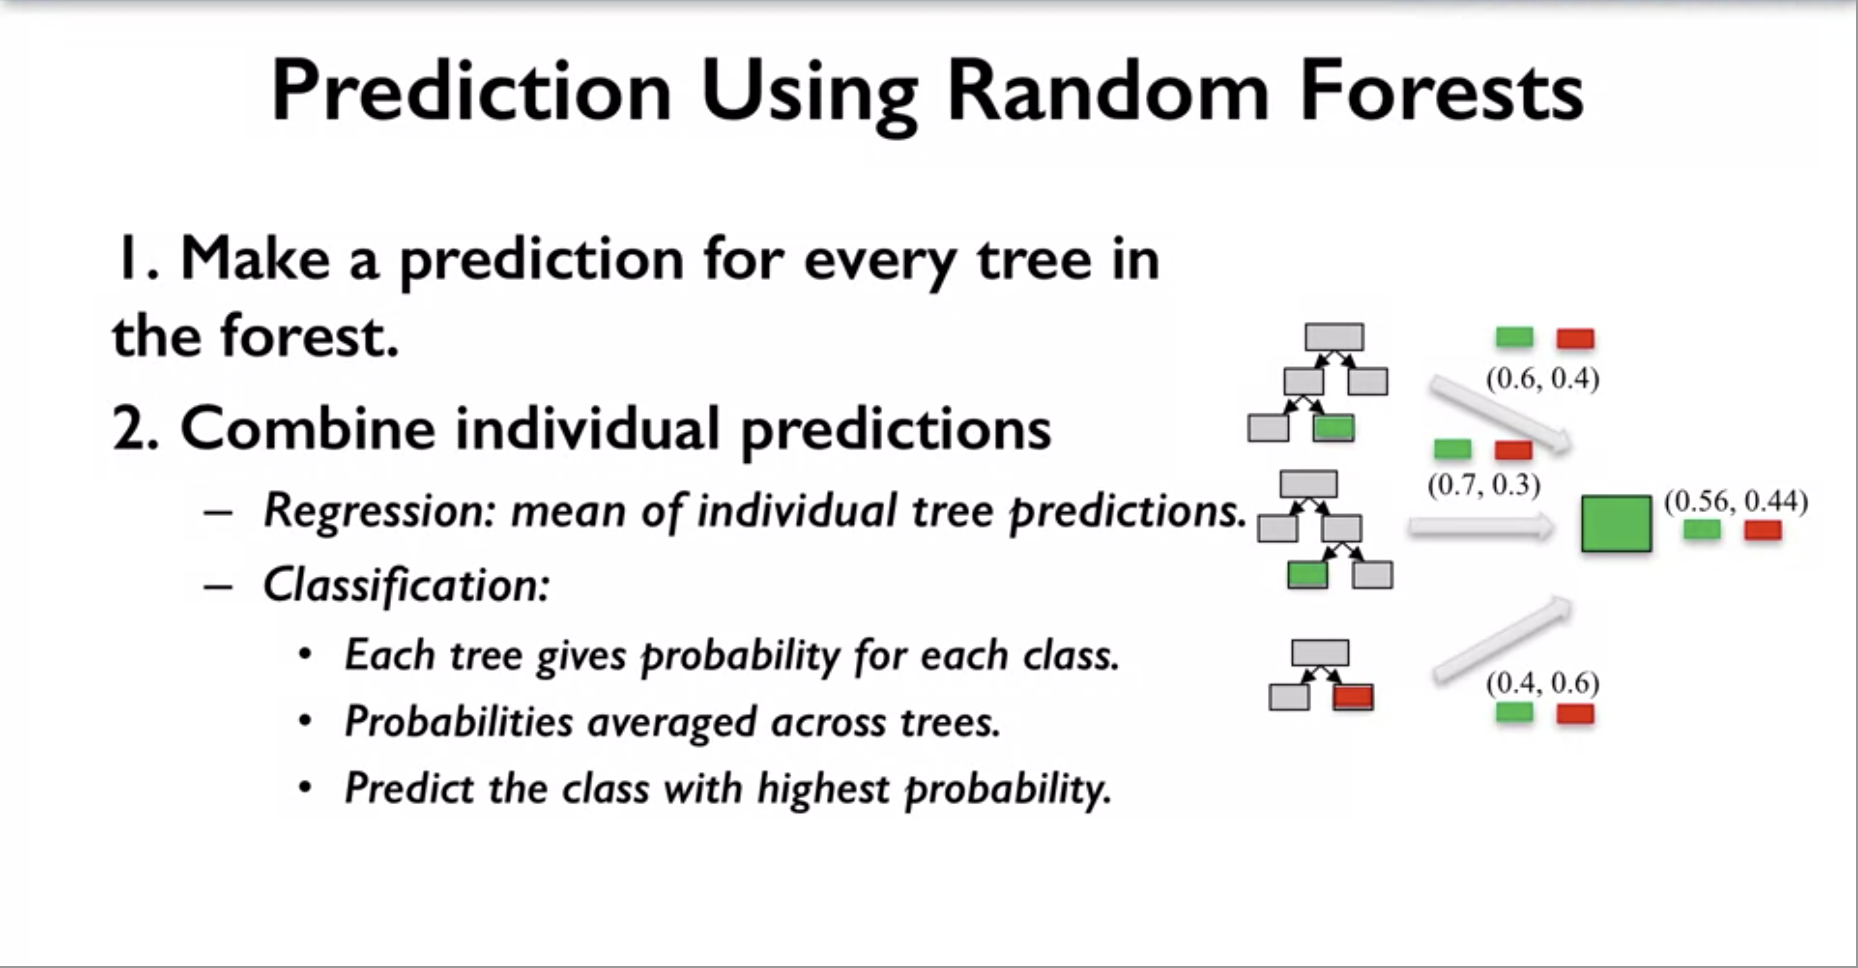 Prediction Using Random Forests
1. Make a prediction for every tree in
the forest.
2. Combine individual predictions
– Regression: mean of individual tree predictions.
– Classification:
• Each tree gives probability for each class.
• Probabilities averaged across trees.
• Predict the class with highest probability.
(0.6, 0.4)
(0.7, 0.3)
(0.56, 0.44)
(0.4, 0.6)